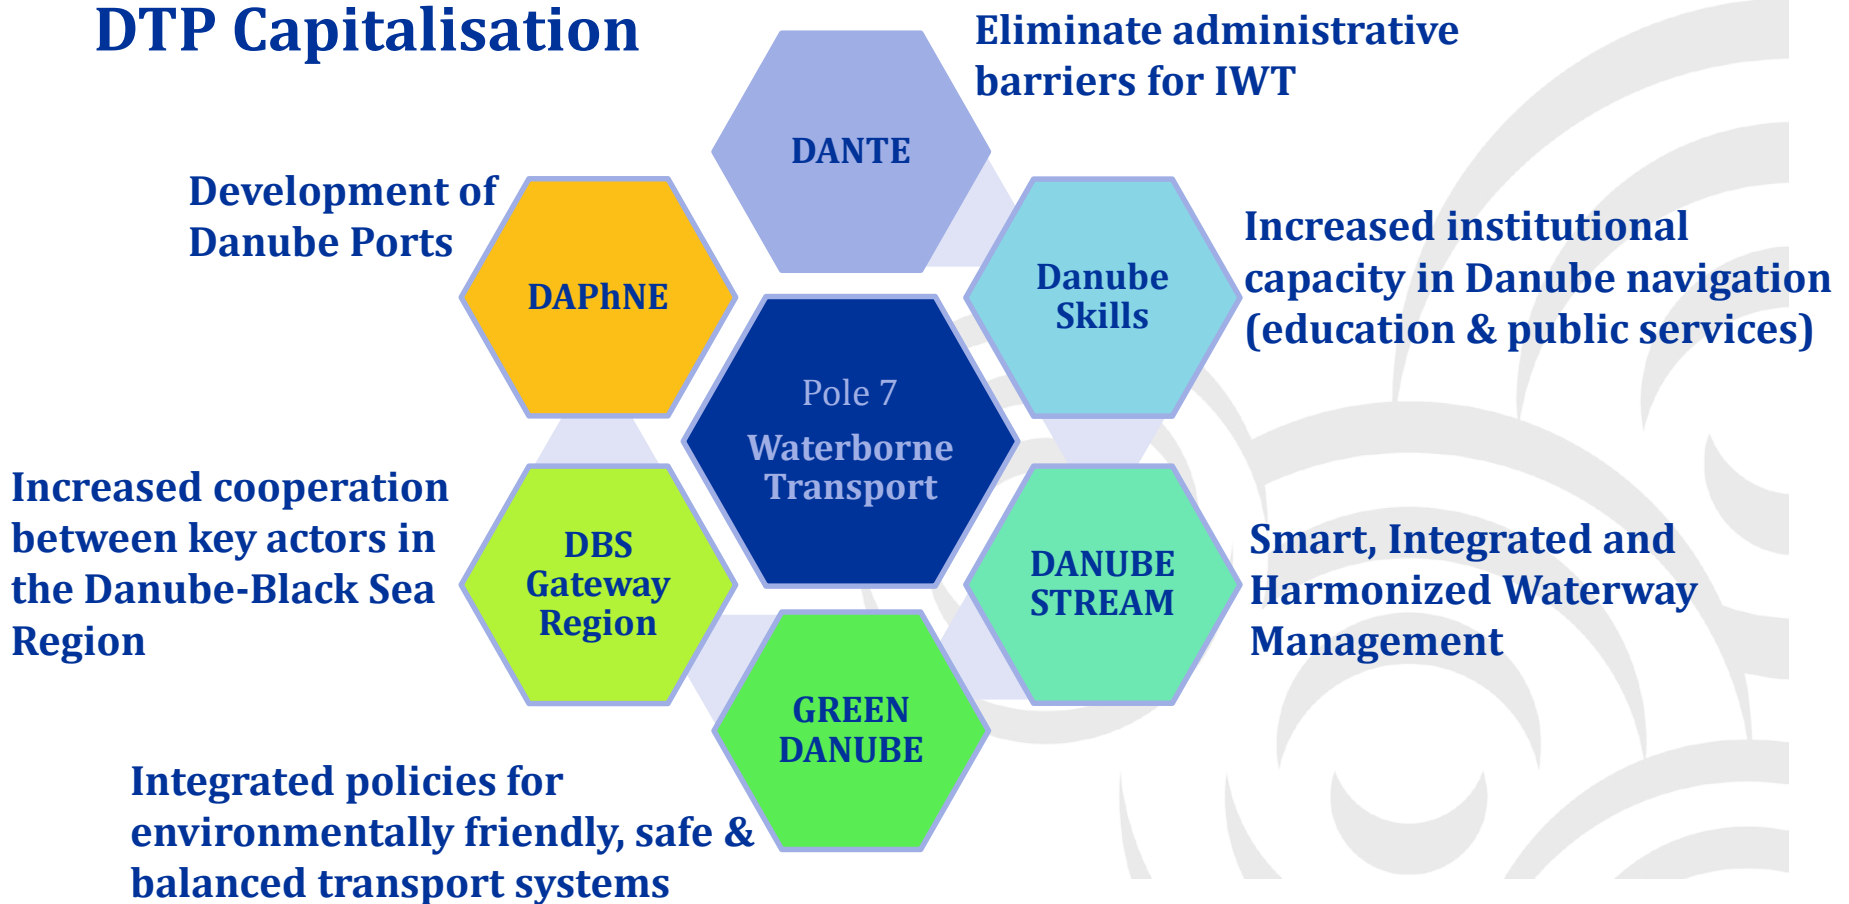 DTP Capitalisation
Eliminate administrative
barriers for IWT
DANTE
Development of
Danube Ports
DAPhNE
Danube
Skills
Increased institutional
capacity in Danube navigation
(education & public services)
Pole 7
Waterborne
Transport
Increased cooperation
between key actors in
the Danube-Black Sea
Region
DBS
Gateway
Region
DANUBE
STREAM
Smart, Integrated and
Harmonized Waterway
Management
GREEN
DANUBE
Integrated policies for
environmentally friendly, safe &
balanced transport systems